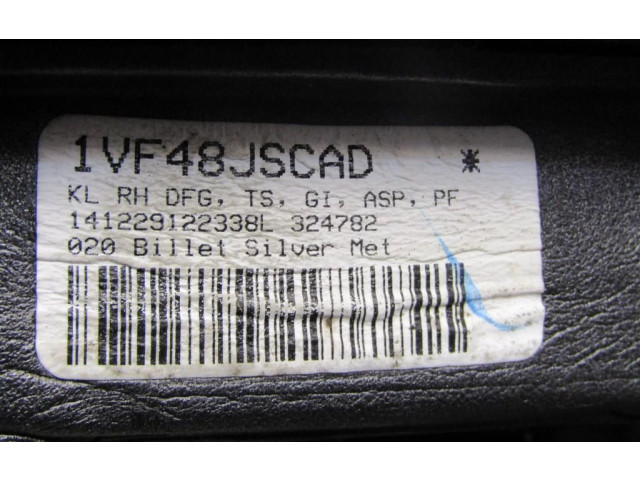 1VF48JSCAD *
KL RH DFG, TS, GI, ASP, PF
141229122338L 324782
020 Billet Silver Met